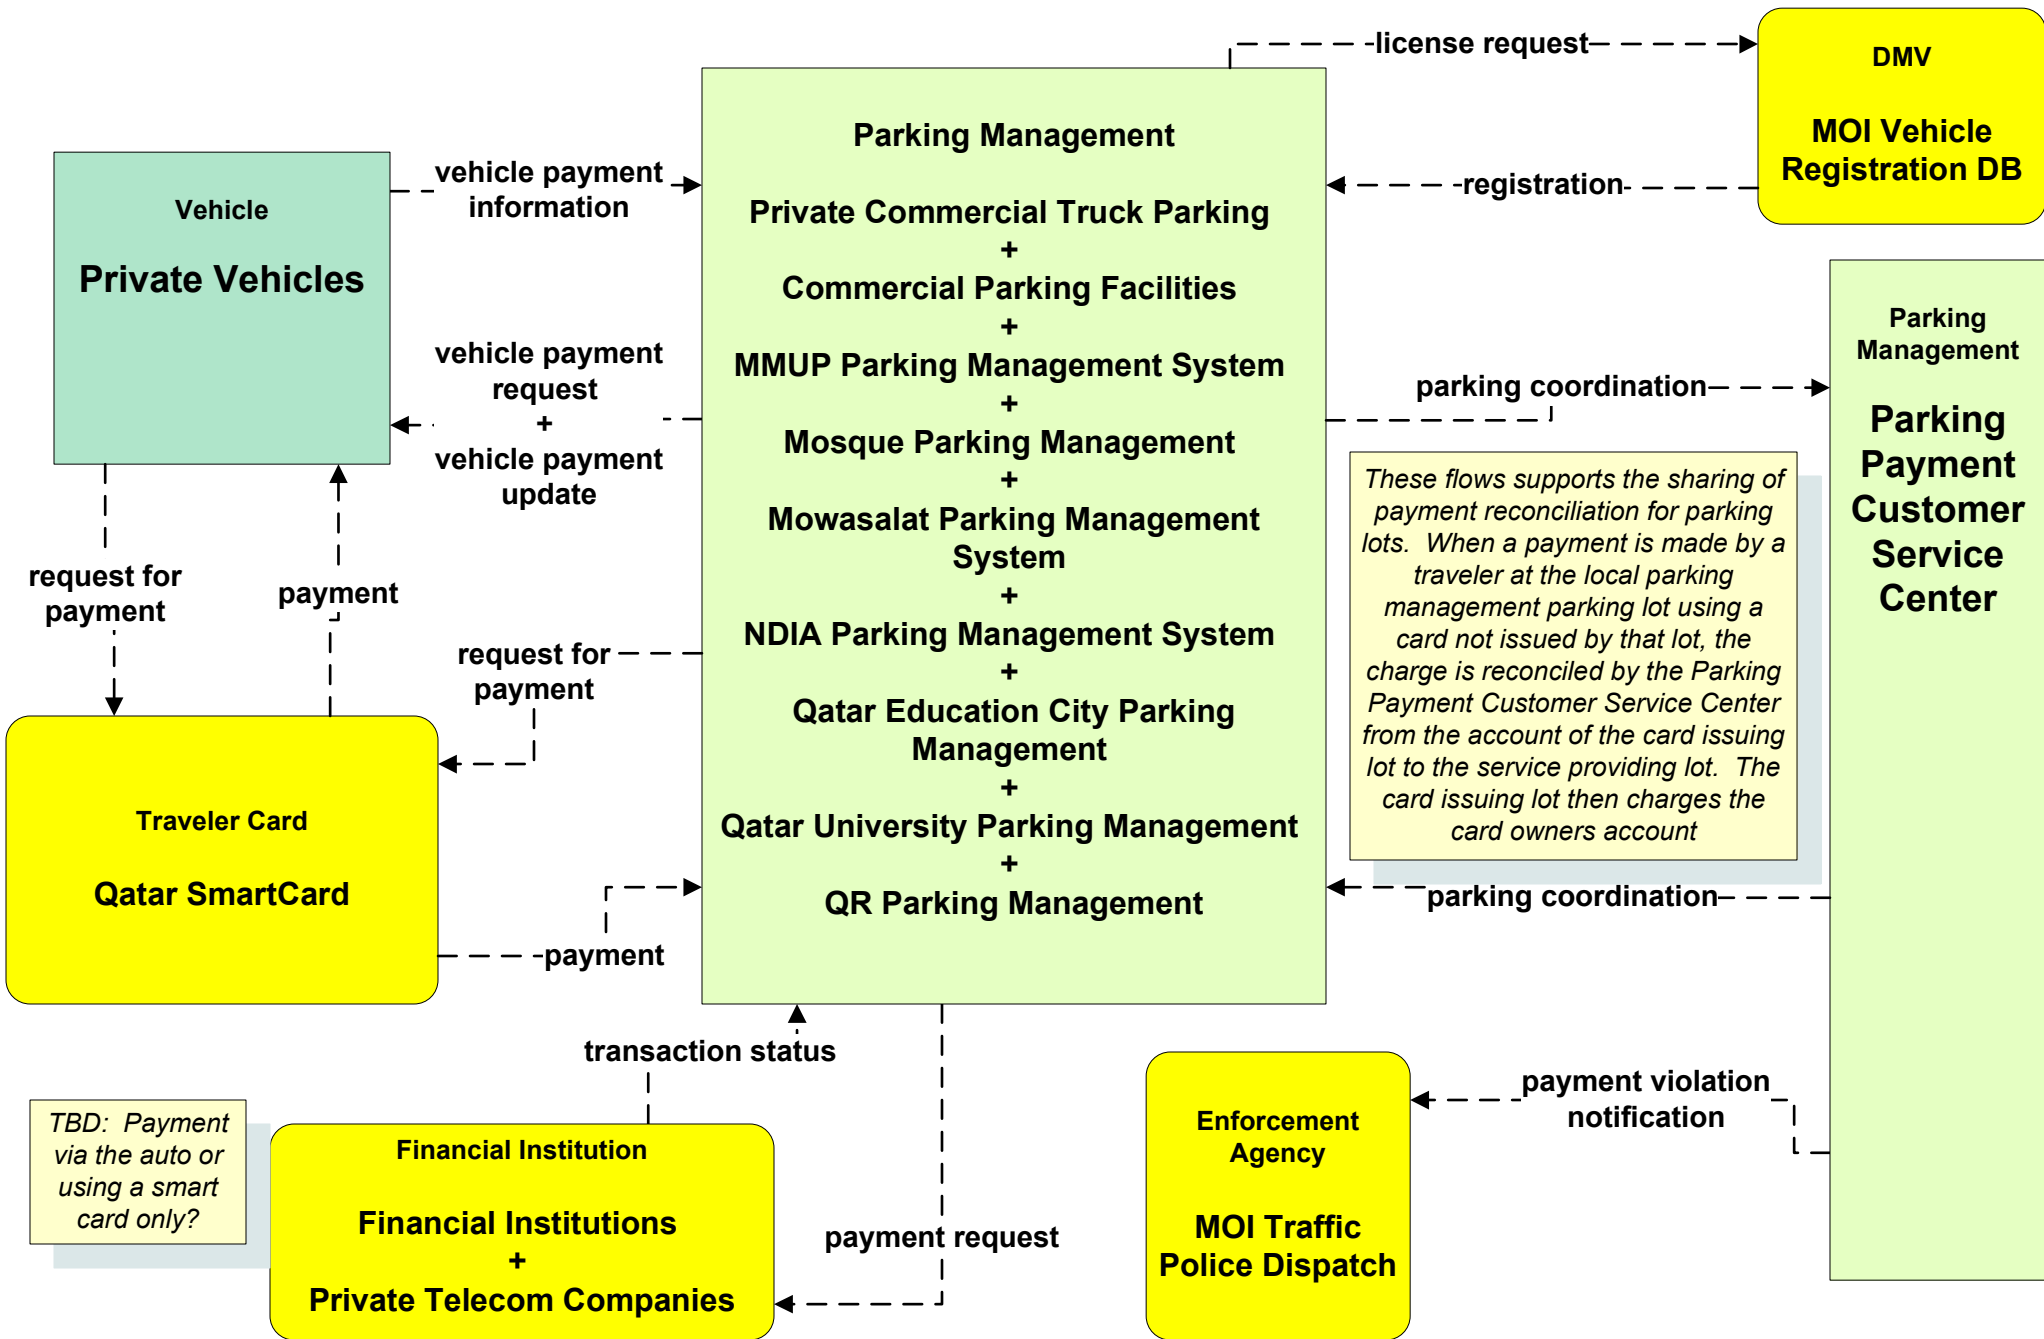 license request
DMV
MOI Vehicle
Registration DB
registration
Parking Management
Private Commercial Truck Parking
+
Commercial Parking Facilities
+
MMUP Parking Management System
+
Mosque Parking Management
+
Mowasalat Parking Management
System
+
NDIA Parking Management System
+
Qatar Education City Parking
Management
+
Qatar University Parking Management
+
QR Parking Management
vehicle payment
information
Vehicle
Private Vehicles
vehicle payment
request
+
vehicle payment
update
request for
payment
payment
request for
payment
Traveler Card
Qatar SmartCard
payment
parking coordination
Parking
Management
Parking
Payment
Customer
Service
Center
These flows supports the sharing of
payment reconciliation for parking
lots.  When a payment is made by a
traveler at the local parking
management parking lot using a
card not issued by that lot, the
charge is reconciled by the Parking
Payment Customer Service Center
from the account of the card issuing
lot to the service providing lot.  The
card issuing lot then charges the
card owners account
parking coordination
transaction status
TBD:  Payment
via the auto or
using a smart
card only?
Financial Institution
Financial Institutions
+
Private Telecom Companies
payment request
Enforcement
Agency
MOI Traffic
Police Dispatch
payment violation
notification